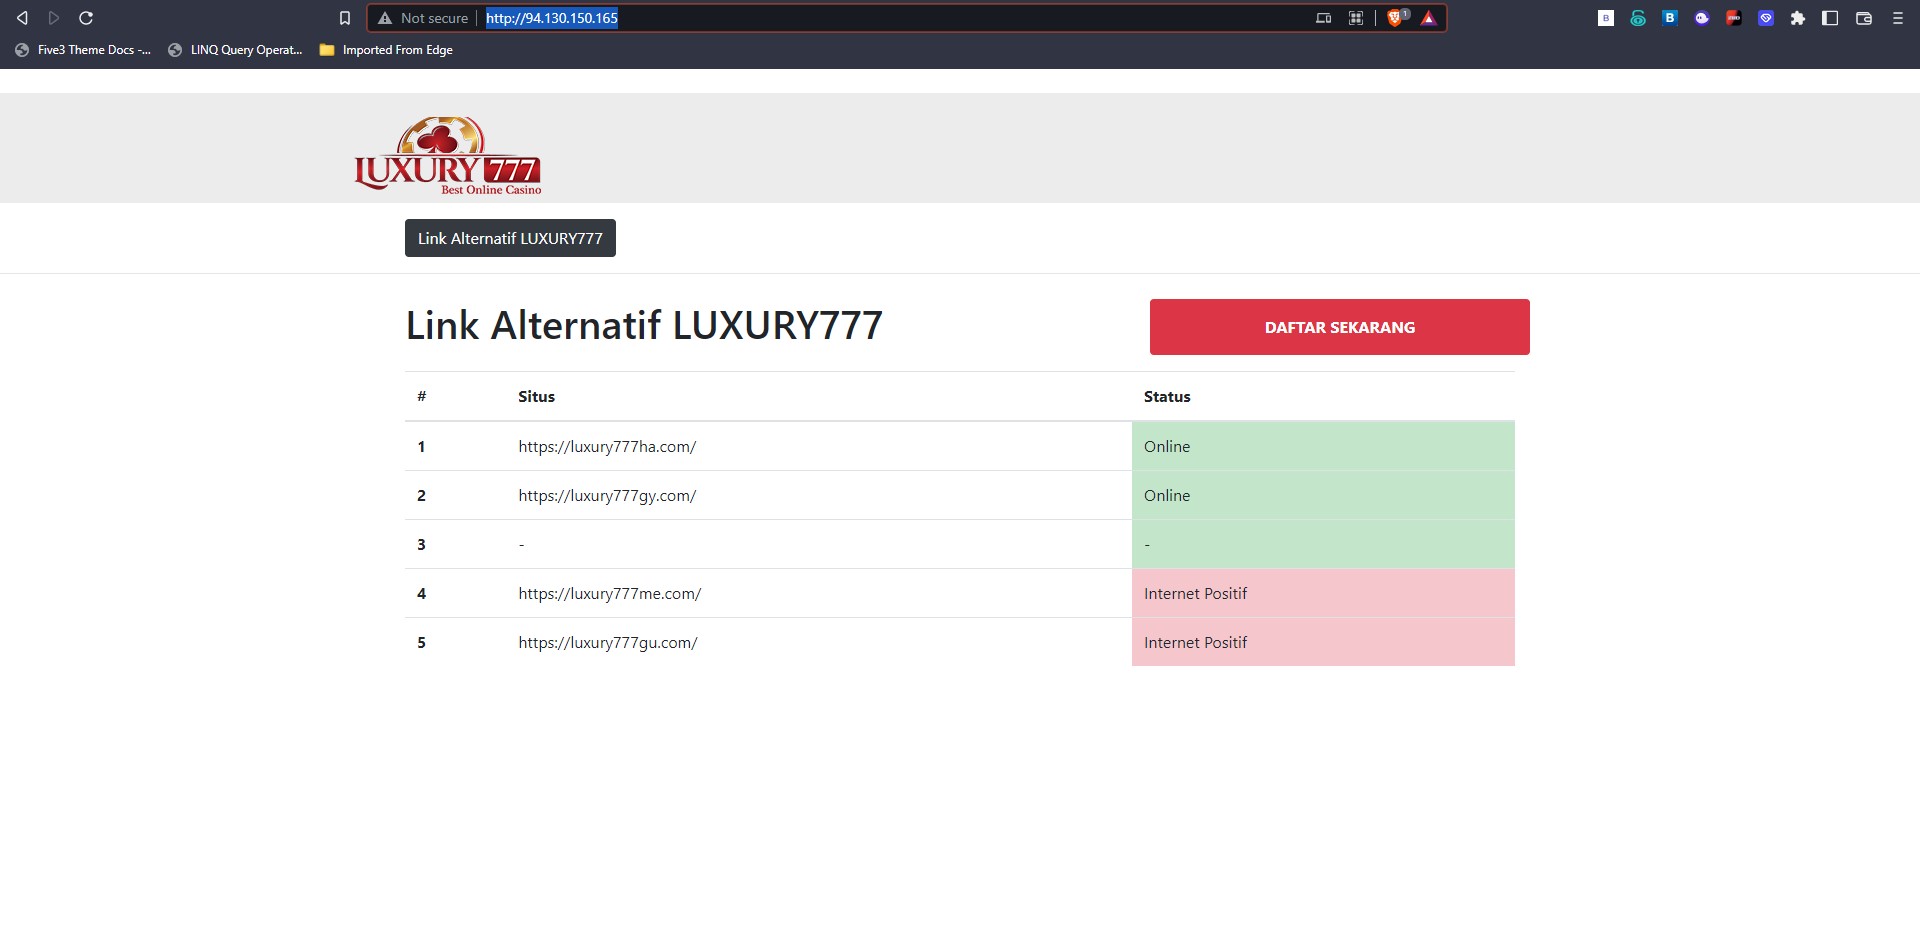 Not secure http://94.130.150.165 1
Five3 Theme Docs -... LINQ Query Operat... Imported From Edge
LUXURY 777
Best Online Casino
Link Alternatif LUXURY777
Link Alternatif LUXURY777 DAFTAR SEKARANG
# Situs Status
1 https://luxury777ha.com/ Online
2 https://luxury777gy.com/ Online
3 - -
4 https://luxury777me.com/ Internet Positif
5 https://luxury777gu.com/ Internet Positif